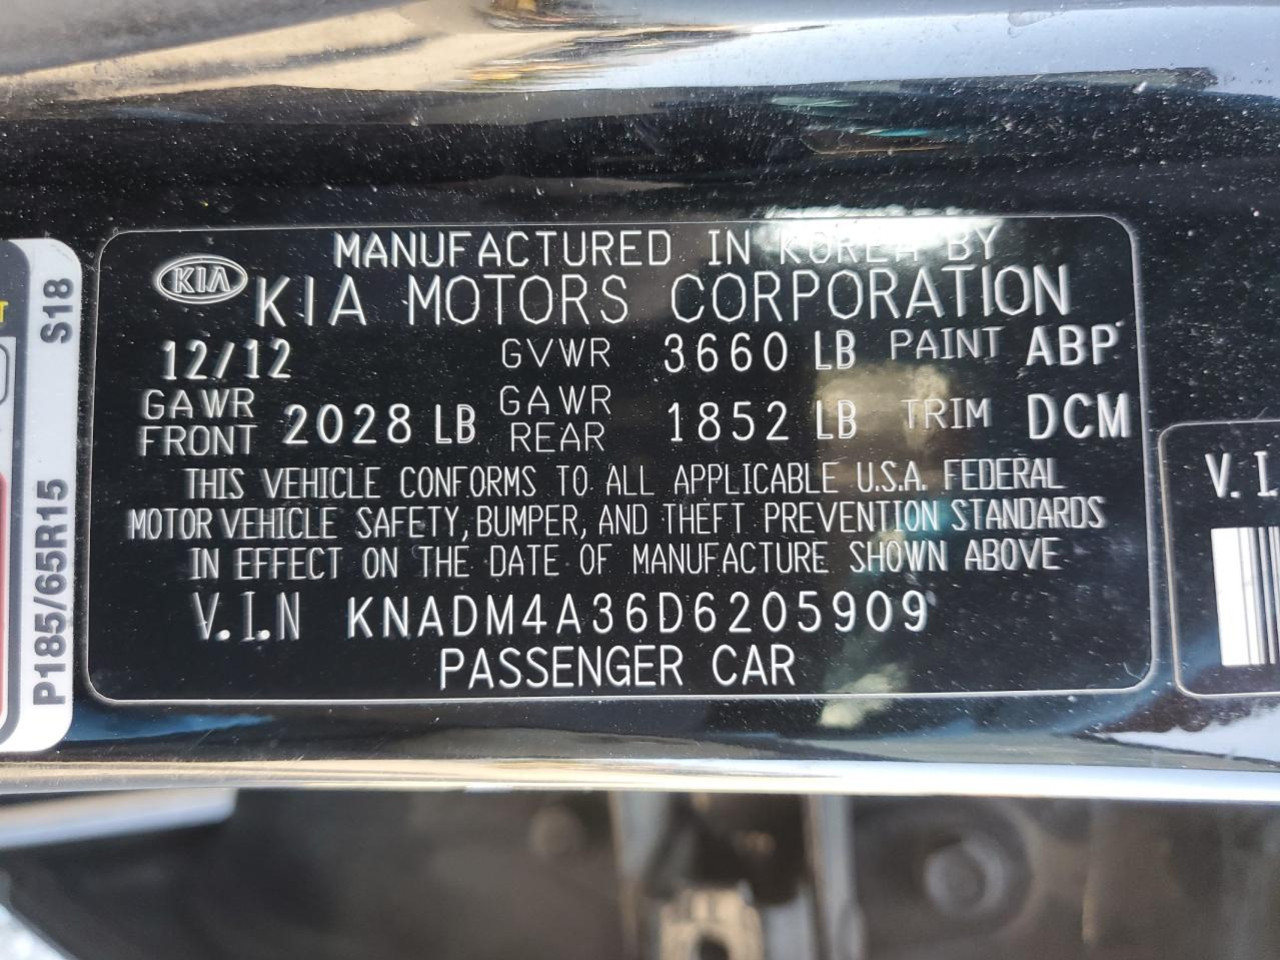 MANUFACTURED IN KOREA BY
KIA KIA MOTORS CORPORATION
12/12 GVWR 3660 LB PAINT ABP
GAWR FRONT 2028 LB GAWR REAR 1852 LB TRIM DCM
THIS VEHICLE CONFORMS TO ALL APPLICABLE U.S.A. FEDERAL
MOTOR VEHICLE SAFETY, BUMPER, AND THEFT PREVENTION STANDARDS
IN EFFECT ON THE DATE OF MANUFACTURE SHOWN ABOVE
V.I.N KNADM4A36D6205909
PASSENGER CAR
P185/65R15 S18
V.I.